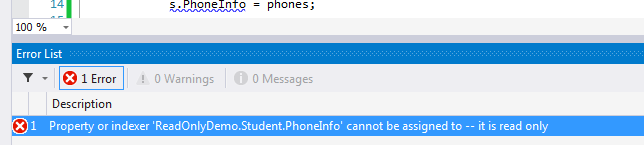 14 s.PhoneInfo = phones;
15
100 %
Error List
1 Error 0 Warnings 0 Messages
Description
1 Property or indexer 'ReadOnlyDemo.Student.PhoneInfo' cannot be assigned to -- it is read only